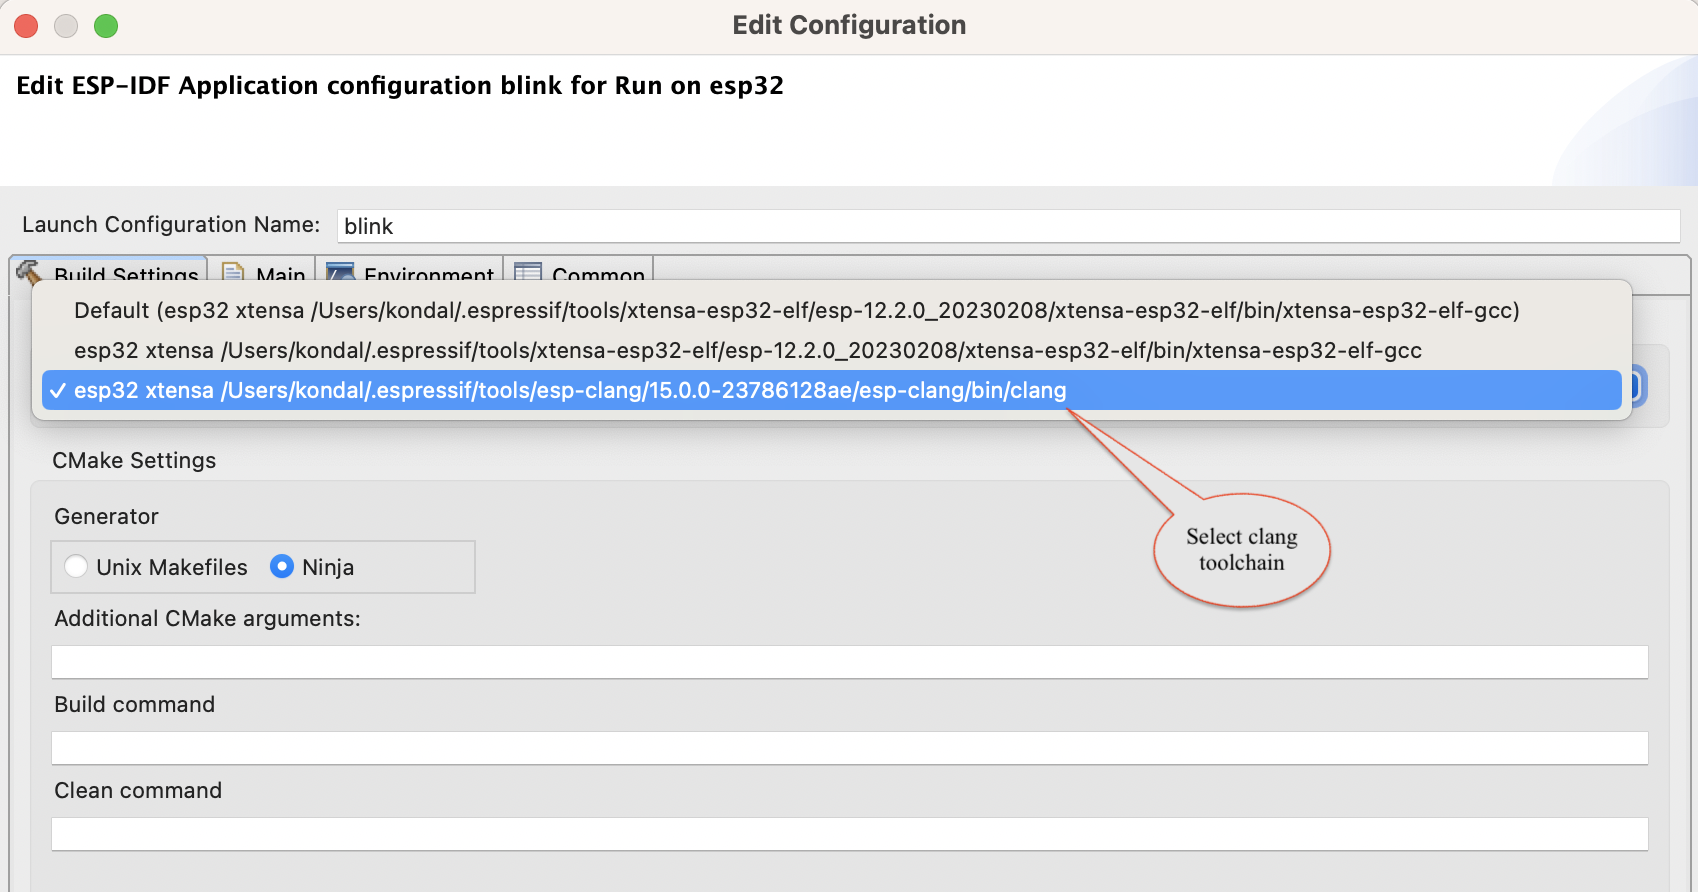 Edit Configuration
Edit ESP-IDF Application configuration blink for Run on esp32
Launch Configuration Name: blink
Build Settings Main Environment Common
Default (esp32 xtensa /Users/kondal/.espressif/tools/xtensa-esp32-elf/esp-12.2.0_20230208/xtensa-esp32-elf/bin/xtensa-esp32-elf-gcc)
esp32 xtensa /Users/kondal/.espressif/tools/xtensa-esp32-elf/esp-12.2.0_20230208/xtensa-esp32-elf/bin/xtensa-esp32-elf-gcc
✓ esp32 xtensa /Users/kondal/.espressif/tools/esp-clang/15.0.0-23786128ae/esp-clang/bin/clang
CMake Settings
Generator
Select clang
toolchain
Unix Makefiles Ninja
Additional CMake arguments:
Build command
Clean command